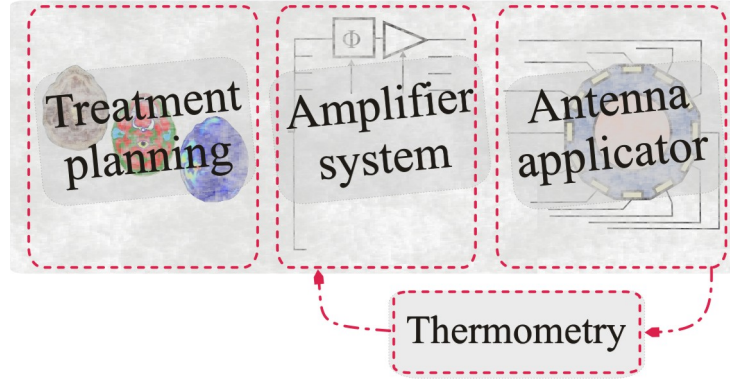 Treatment
planning
Φ
Amplifier
system
Antenna
applicator
Thermometry